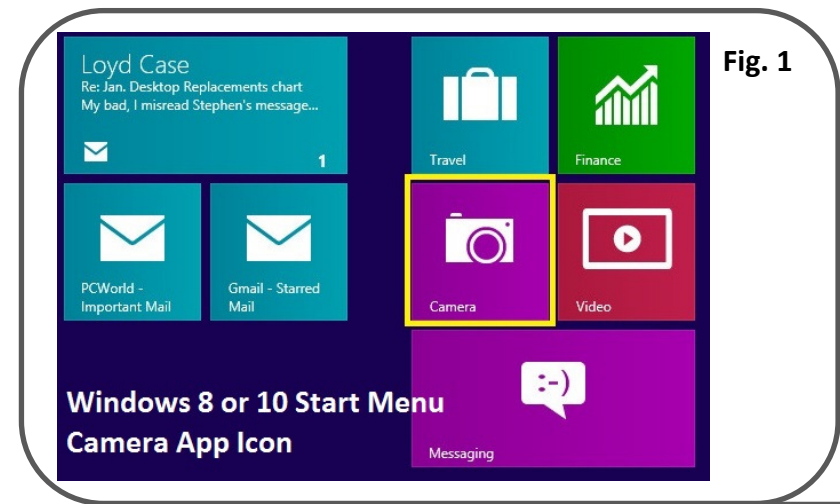 Fig. 1
Loyd Case
Re: Jan. Desktop Replacements chart
My bad, I misread Stephen's message...
1
Travel
Finance
PCWorld -
Important Mail
Gmail - Starred
Mail
Camera
Video
Windows 8 or 10 Start Menu
Camera App Icon
:-)
Messaging